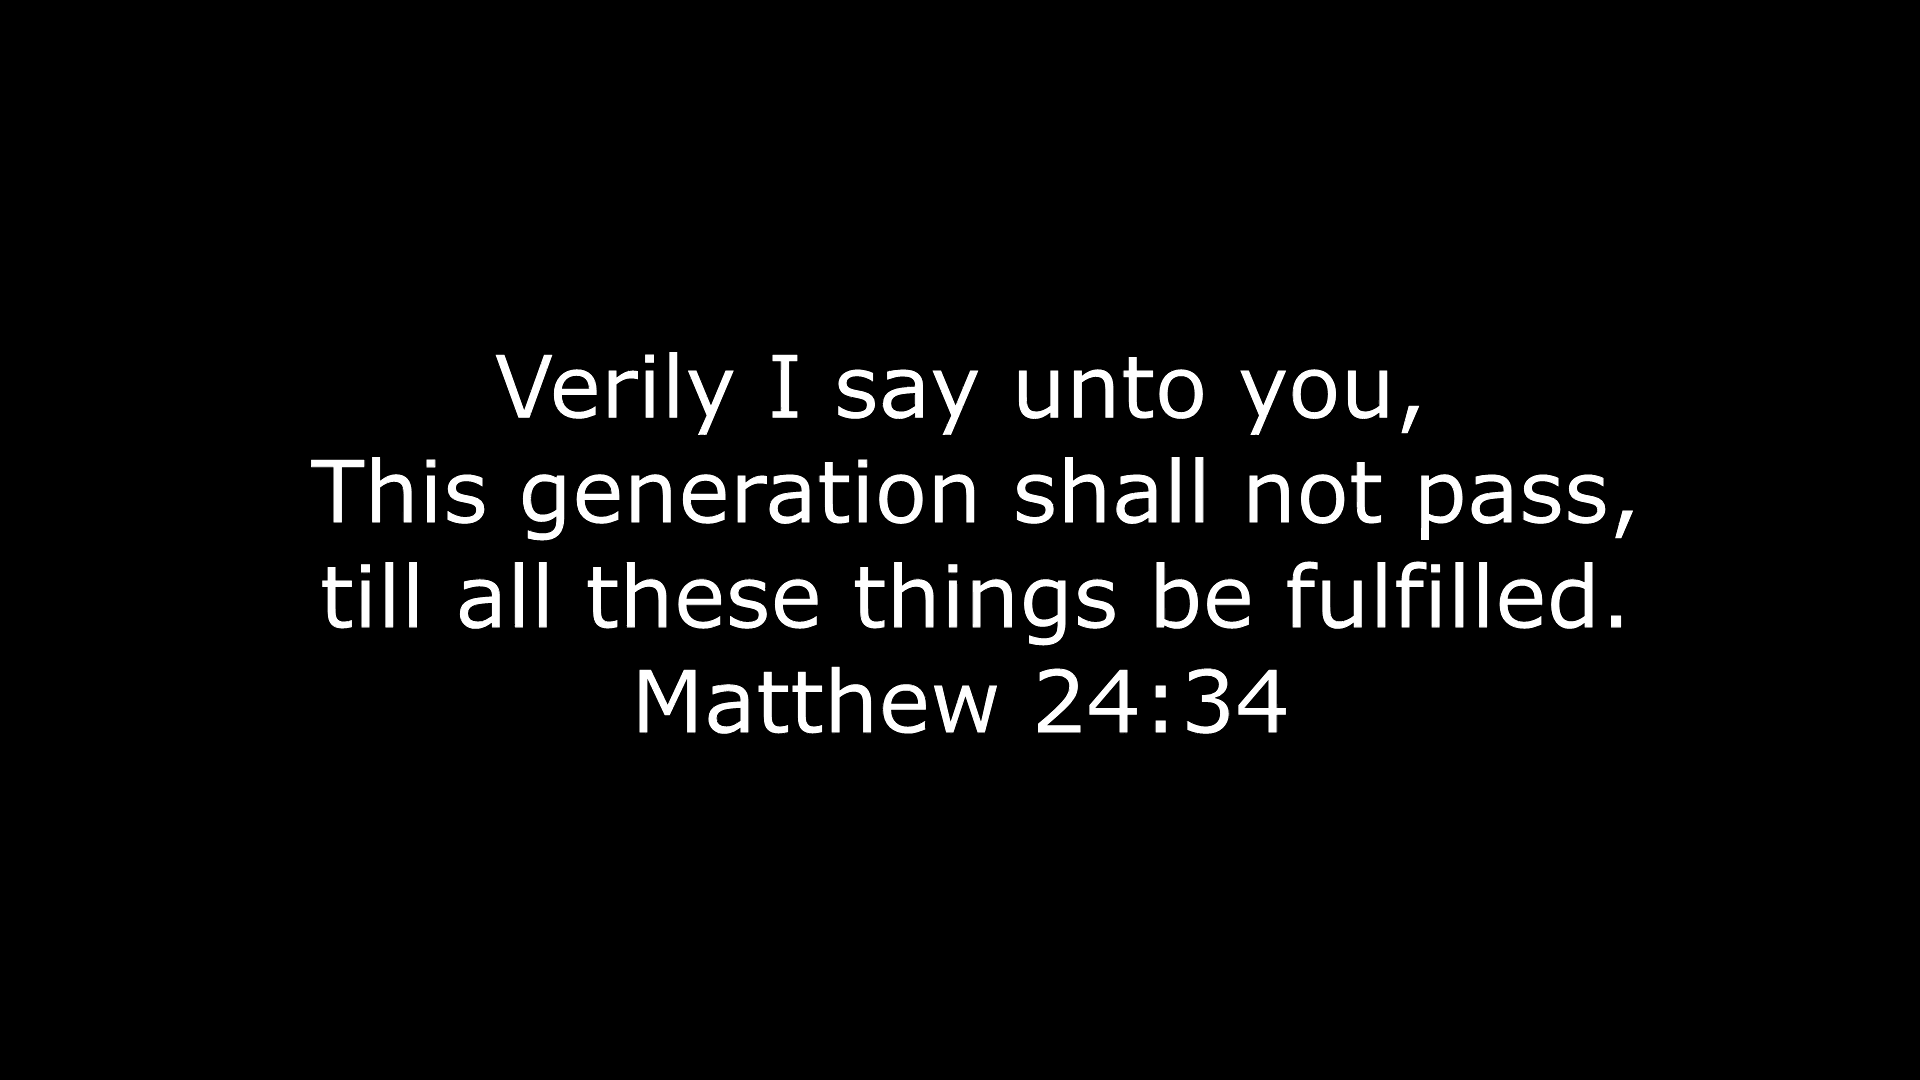 Verily I say unto you,
This generation shall not pass,
till all these things be fulfilled.
Matthew 24:34